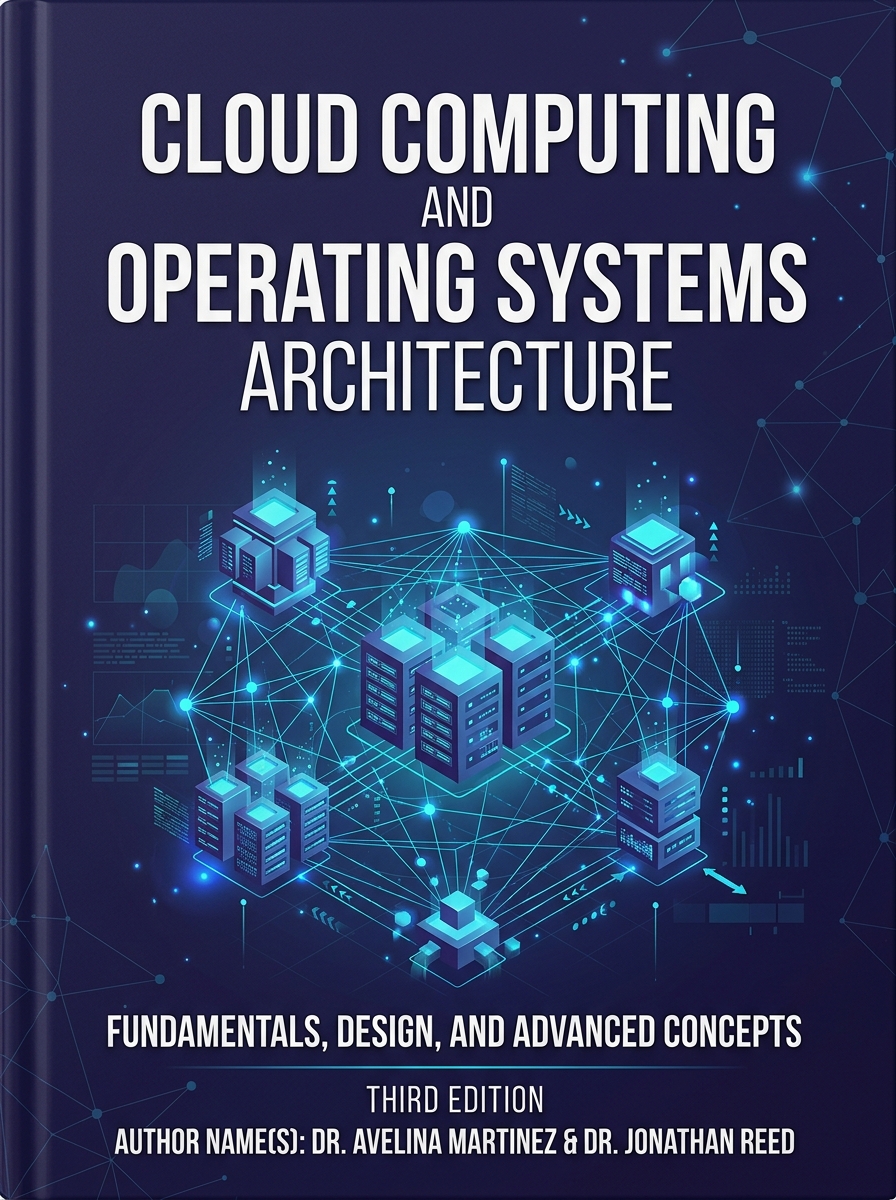 CLOUD COMPUTING
AND
OPERATING SYSTEMS
ARCHITECTURE
FUNDAMENTALS, DESIGN, AND ADVANCED CONCEPTS
THIRD EDITION
AUTHOR NAME(S): DR. AVELINA MARTINEZ & DR. JONATHAN REED